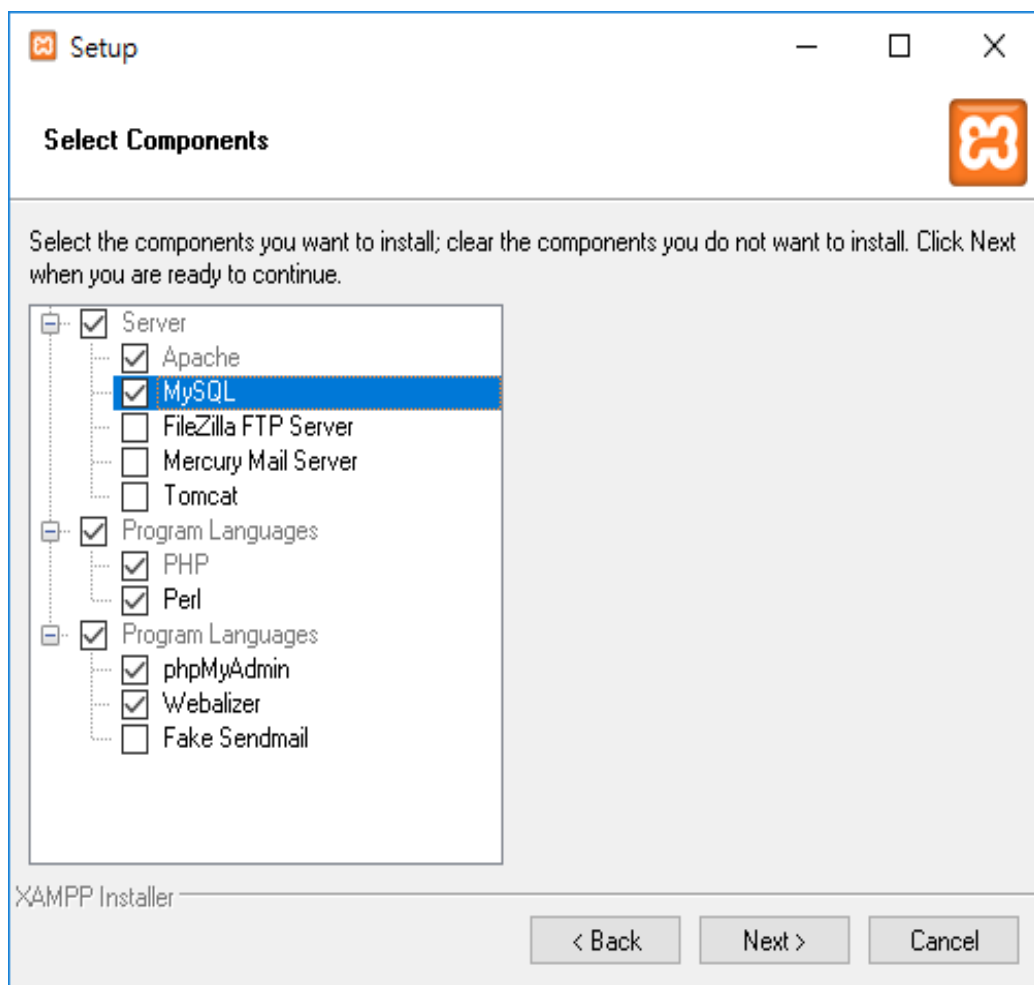 Setup
Select Components
Select the components you want to install; clear the components you do not want to install. Click Next
when you are ready to continue.
Server
Apache
MySQL
FileZilla FTP Server
Mercury Mail Server
Tomcat
Program Languages
PHP
Perl
Program Languages
phpMyAdmin
Webalizer
Fake Sendmail
XAMPP Installer
< Back Next > Cancel